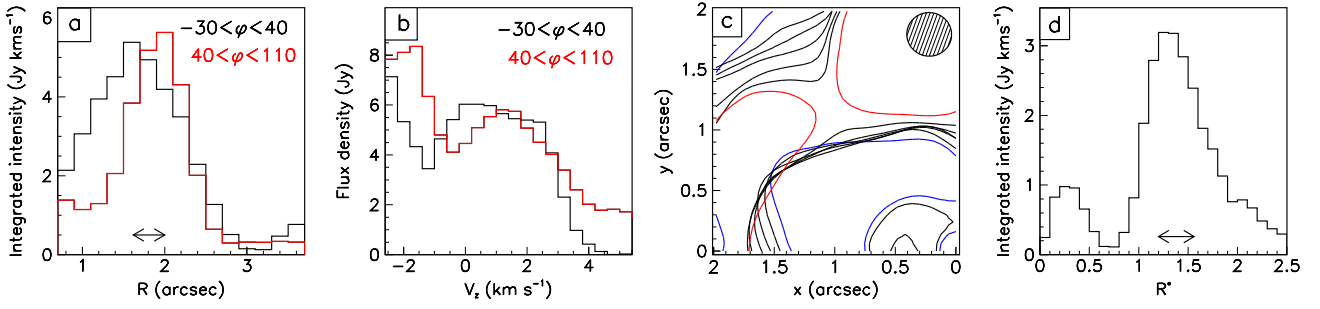 a
−30<φ<40
40<φ<110
Integrated intensity (Jy kms⁻¹)
6
4
2
0
1
2
3
R (arcsec)
b
−30<φ<40
40<φ<110
Flux density (Jy)
8
6
4
2
0
−2
0
2
4
V_z (km s⁻¹)
c
y (arcsec)
2
1.5
1
0.5
0
2
1.5
1
0.5
0
x (arcsec)
d
Integrated intensity (Jy kms⁻¹)
3
2
1
0
0
0.5
1
1.5
2
2.5
R*